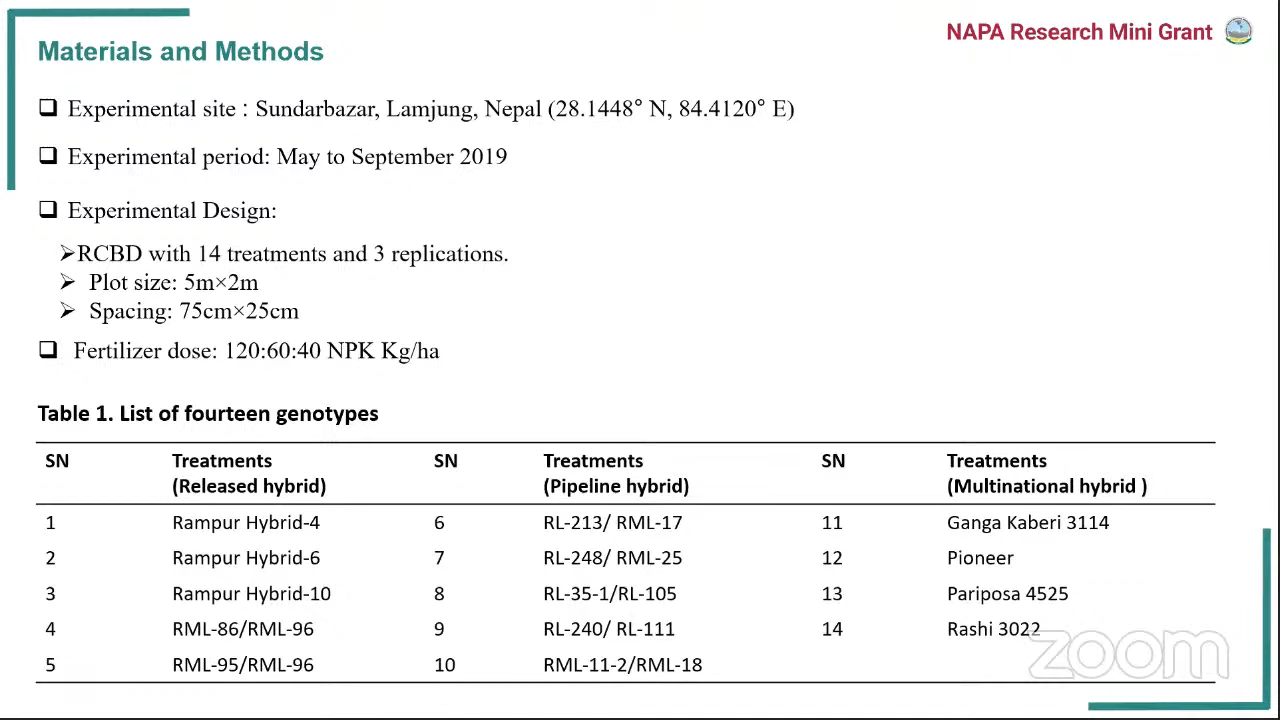 NAPA Research Mini Grant
Materials and Methods
Experimental site : Sundarbazar, Lamjung, Nepal (28.1448° N, 84.4120° E)
Experimental period: May to September 2019
Experimental Design:
RCBD with 14 treatments and 3 replications.
Plot size: 5m×2m
Spacing: 75cm×25cm
Fertilizer dose: 120:60:40 NPK Kg/ha
Table 1. List of fourteen genotypes
SN Treatments SN Treatments SN Treatments
(Released hybrid) (Pipeline hybrid) (Multinational hybrid )
1 Rampur Hybrid-4 6 RL-213/ RML-17 11 Ganga Kaberi 3114
2 Rampur Hybrid-6 7 RL-248/ RML-25 12 Pioneer
3 Rampur Hybrid-10 8 RL-35-1/RL-105 13 Pariposa 4525
4 RML-86/RML-96 9 RL-240/ RL-111 14 Rashi 3022
5 RML-95/RML-96 10 RML-11-2/RML-18
zoom